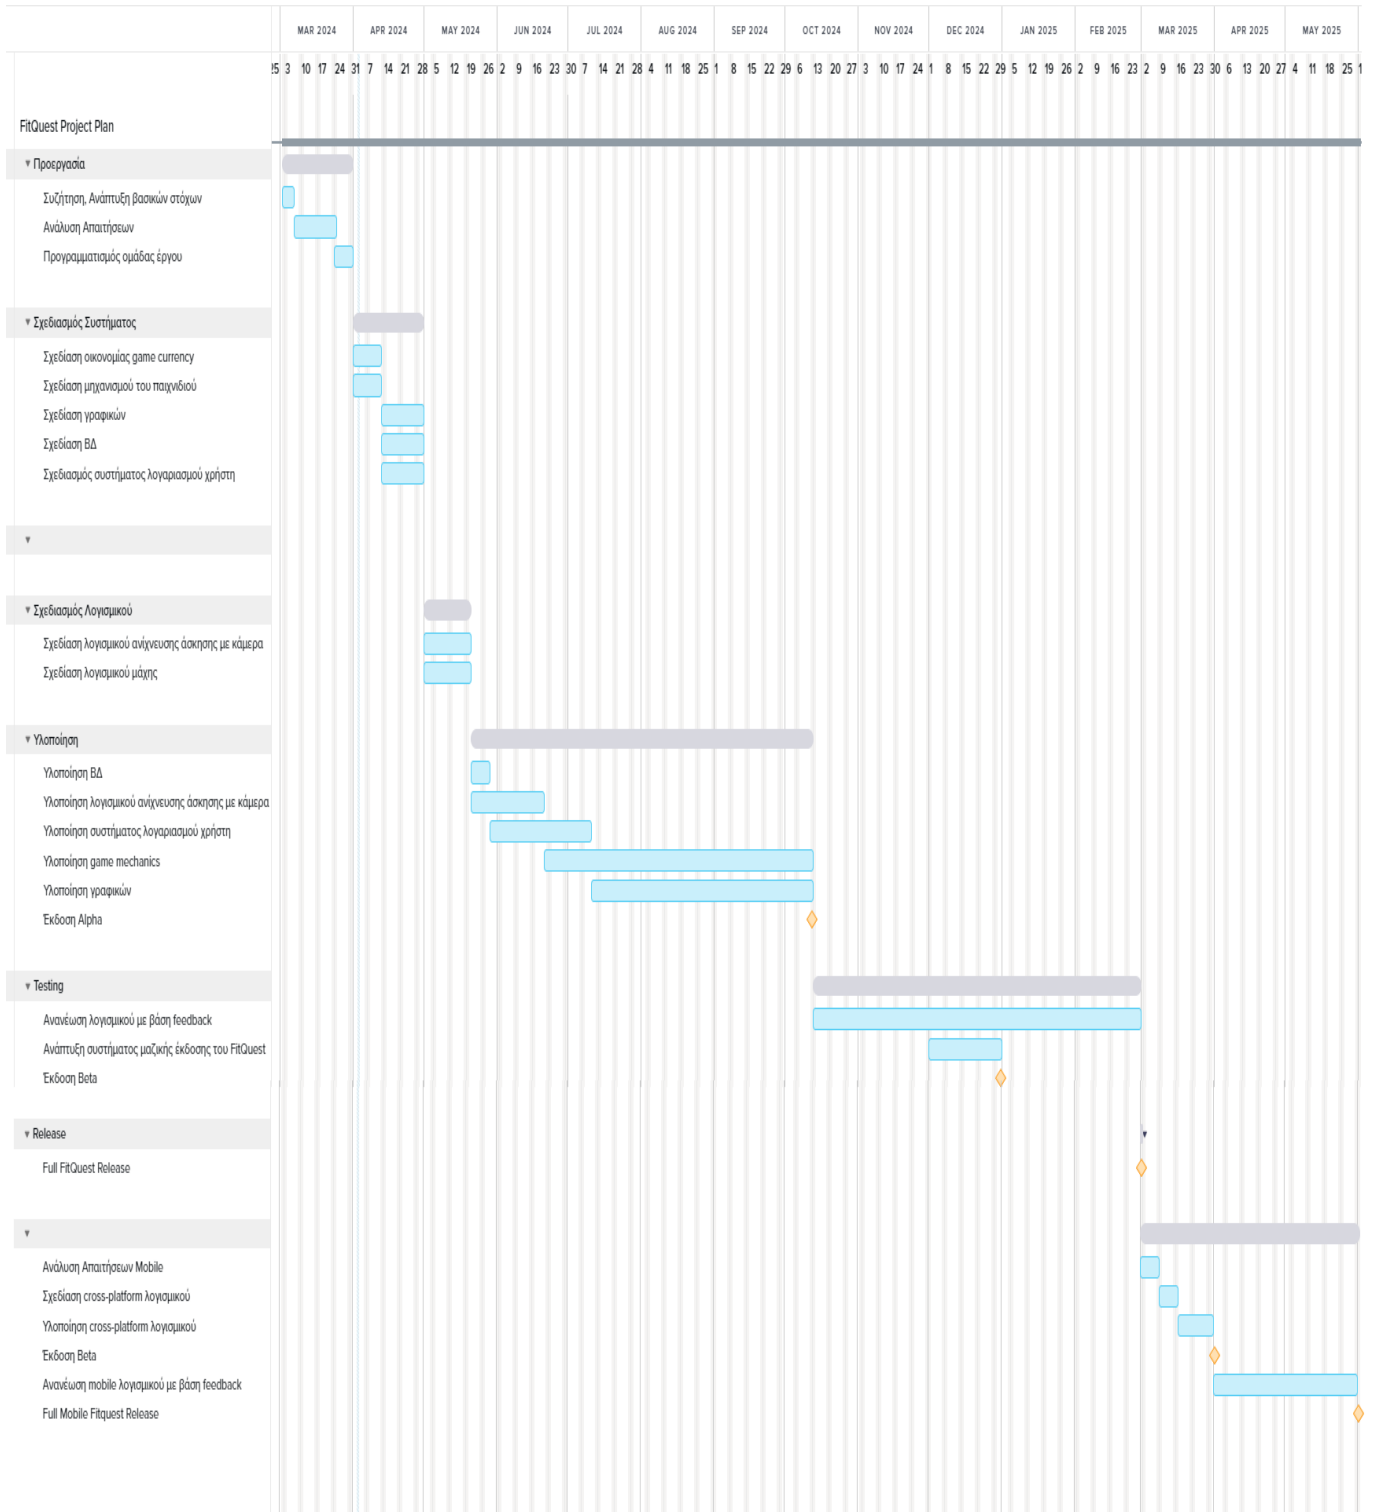 MAR 2024 APR 2024 MAY 2024 JUN 2024 JUL 2024 AUG 2024 SEP 2024 OCT 2024 NOV 2024 DEC 2024 JAN 2025 FEB 2025 MAR 2025 APR 2025 MAY 2025
25 3 10 17 24 31 7 14 21 28 5 12 19 26 2 9 16 23 30 7 14 21 28 4 11 18 25 1 8 15 22 29 6 13 20 27 3 10 17 24 1 8 15 22 29 5 12 19 26 2 9 16 23 2 9 16 23 30 6 13 20 27 4 11 18 25 1
FitQuest Project Plan
Προεργασία
Συζήτηση, Ανάπτυξη βασικών στόχων
Ανάλυση Απαιτήσεων
Προγραμματισμός ομάδας έργου
Σχεδιασμός Συστήματος
Σχεδίαση οικονομίας game currency
Σχεδίαση μηχανισμού του παιχνιδιού
Σχεδίαση γραφικών
Σχεδίαση ΒΔ
Σχεδιασμός συστήματος λογαριασμού χρήστη
Σχεδιασμός Λογισμικού
Σχεδίαση λογισμικού ανίχνευσης άσκησης με κάμερα
Σχεδίαση λογισμικού μάχης
Υλοποίηση
Υλοποίηση ΒΔ
Υλοποίηση λογισμικού ανίχνευσης άσκησης με κάμερα
Υλοποίηση συστήματος λογαριασμού χρήστη
Υλοποίηση game mechanics
Υλοποίηση γραφικών
Έκδοση Alpha
Testing
Ανανέωση λογισμικού με βάση feedback
Ανάπτυξη συστήματος μαζικής έκδοσης του FitQuest
Έκδοση Beta
Release
Full FitQuest Release
Ανάλυση Απαιτήσεων Mobile
Σχεδίαση cross-platform λογισμικού
Υλοποίηση cross-platform λογισμικού
Έκδοση Beta
Ανανέωση mobile λογισμικού με βάση feedback
Full Mobile Fitquest Release